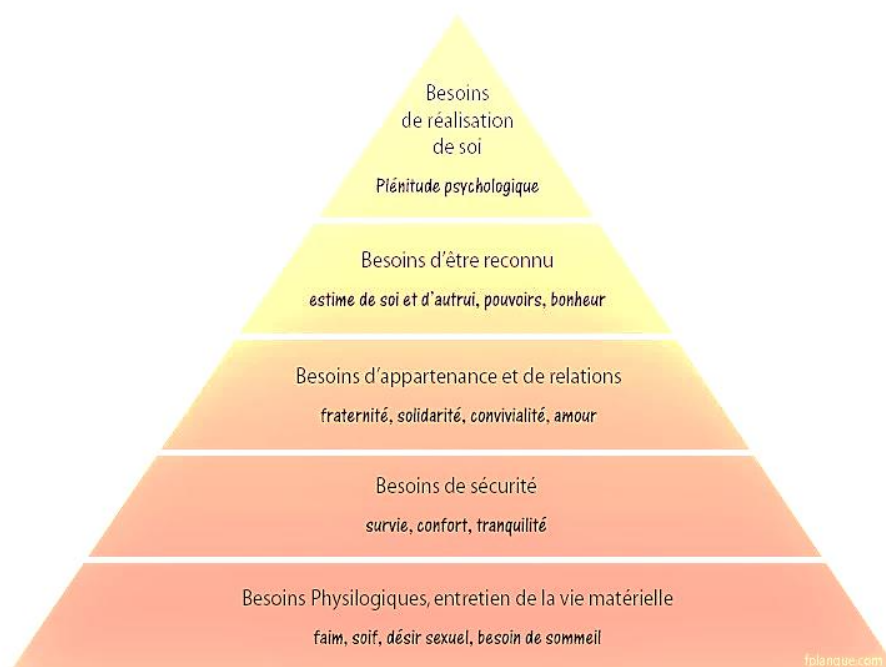 Besoins
de réalisation
de soi
Plénitude psychologique
Besoins d'être reconnu
estime de soi et d'autrui, pouvoirs, bonheur
Besoins d'appartenance et de relations
fraternité, solidarité, convivialité, amour
Besoins de sécurité
survie, confort, tranquilité
Besoins Physilogiques, entretien de la vie matérielle
faim, soif, désir sexuel, besoin de sommeil
fplanque.com